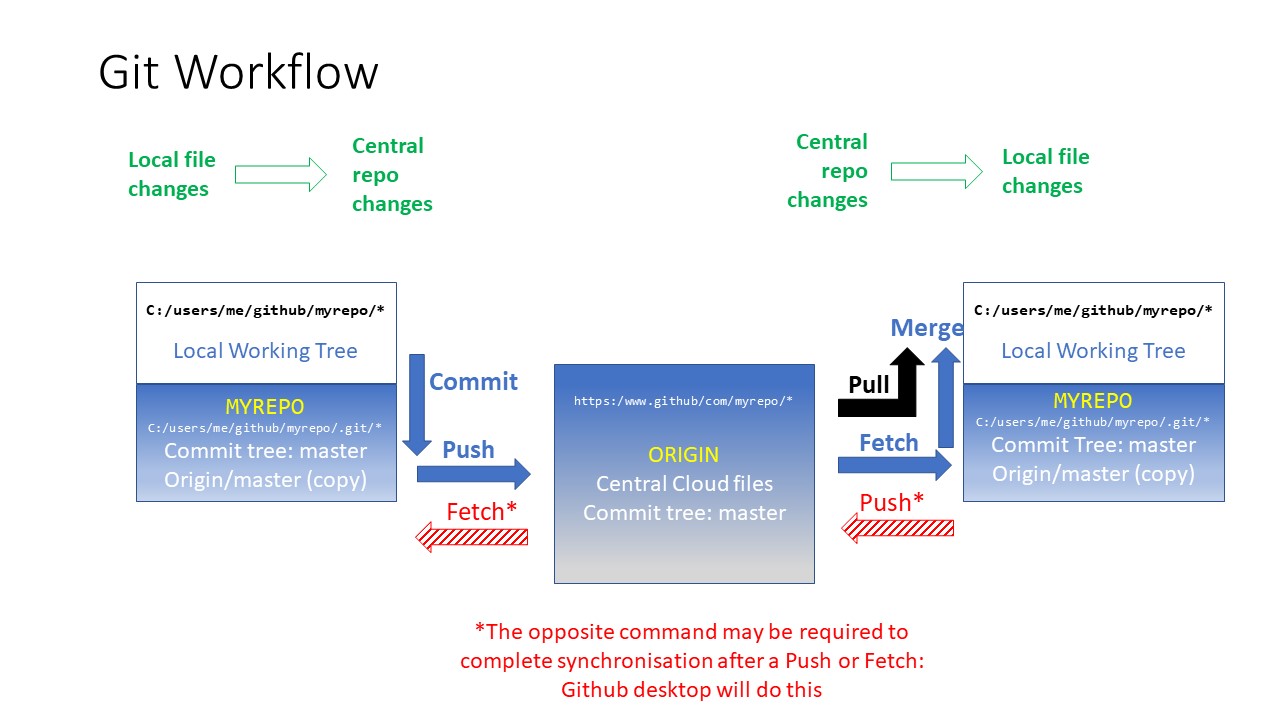 Git Workflow
Local file
changes
Central
repo
changes
Central
repo
changes
Local file
changes
C:/users/me/github/myrepo/*
Local Working Tree
MYREPO
C:/users/me/github/myrepo/.git/*
Commit tree: master
Origin/master (copy)
Commit
Push
Fetch*
https:/www.github/com/myrepo/*
ORIGIN
Central Cloud files
Commit tree: master
Merge
Pull
Fetch
Push*
C:/users/me/github/myrepo/*
Local Working Tree
MYREPO
C:/users/me/github/myrepo/.git/*
Commit Tree: master
Origin/master (copy)
*The opposite command may be required to
complete synchronisation after a Push or Fetch:
Github desktop will do this